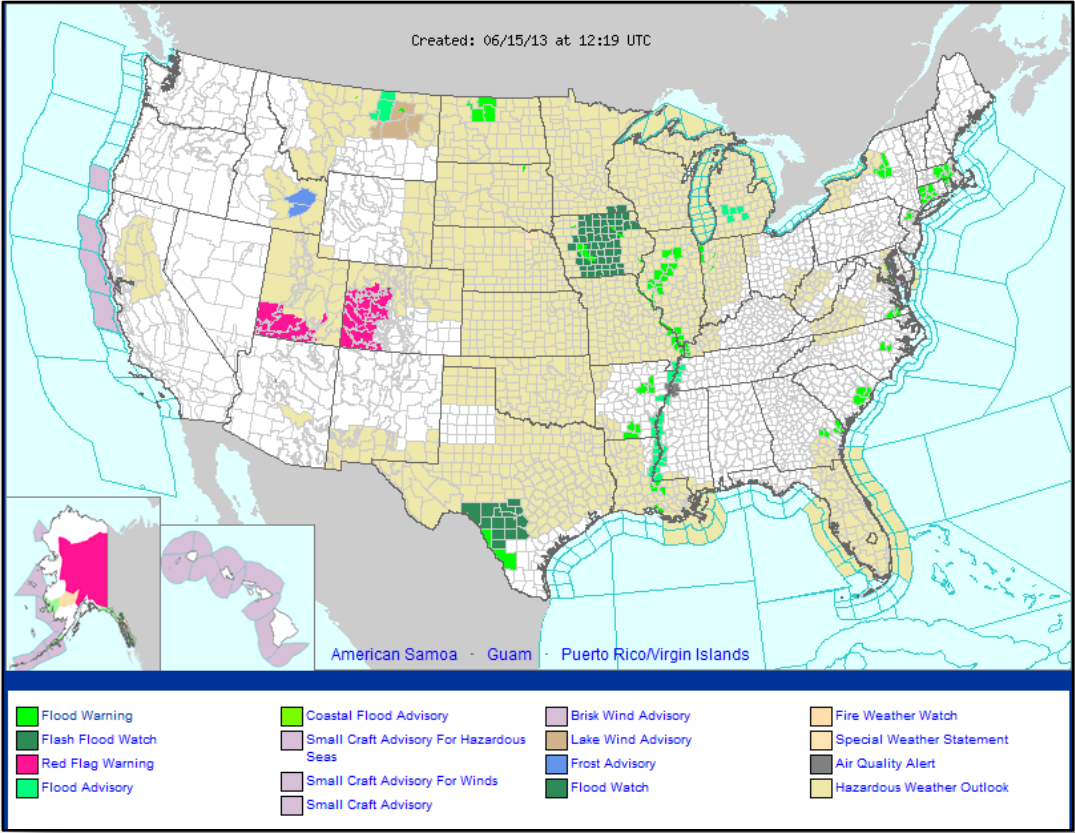 Created: 06/15/13 at 12:19 UTC
American Samoa · Guam · Puerto Rico/Virgin Islands
Flood Warning
Flash Flood Watch
Red Flag Warning
Flood Advisory
Coastal Flood Advisory
Small Craft Advisory For Hazardous
Seas
Small Craft Advisory For Winds
Small Craft Advisory
Brisk Wind Advisory
Lake Wind Advisory
Frost Advisory
Flood Watch
Fire Weather Watch
Special Weather Statement
Air Quality Alert
Hazardous Weather Outlook